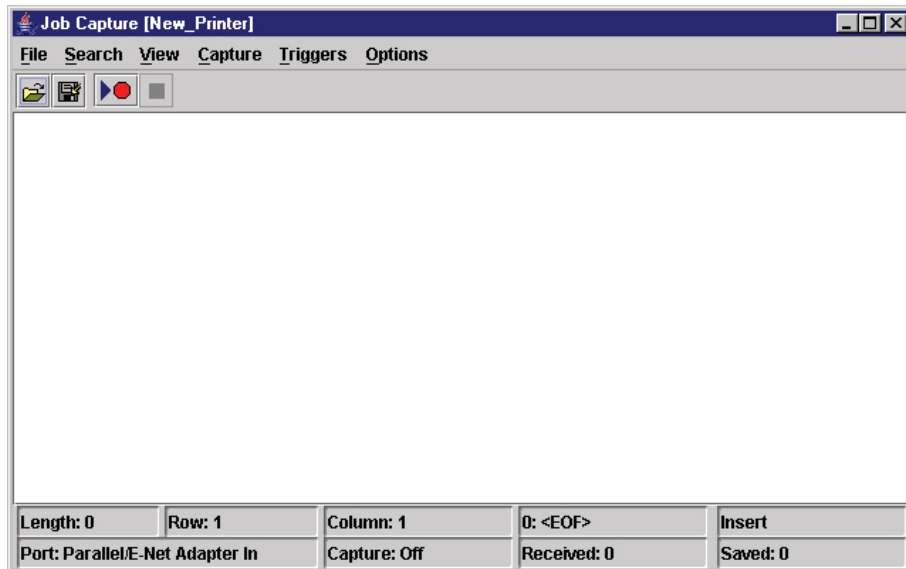 Job Capture [New_Printer]
File Search View Capture Triggers Options
Length: 0 Row: 1 Column: 1 0: <EOF> Insert
Port: Parallel/E-Net Adapter In Capture: Off Received: 0 Saved: 0